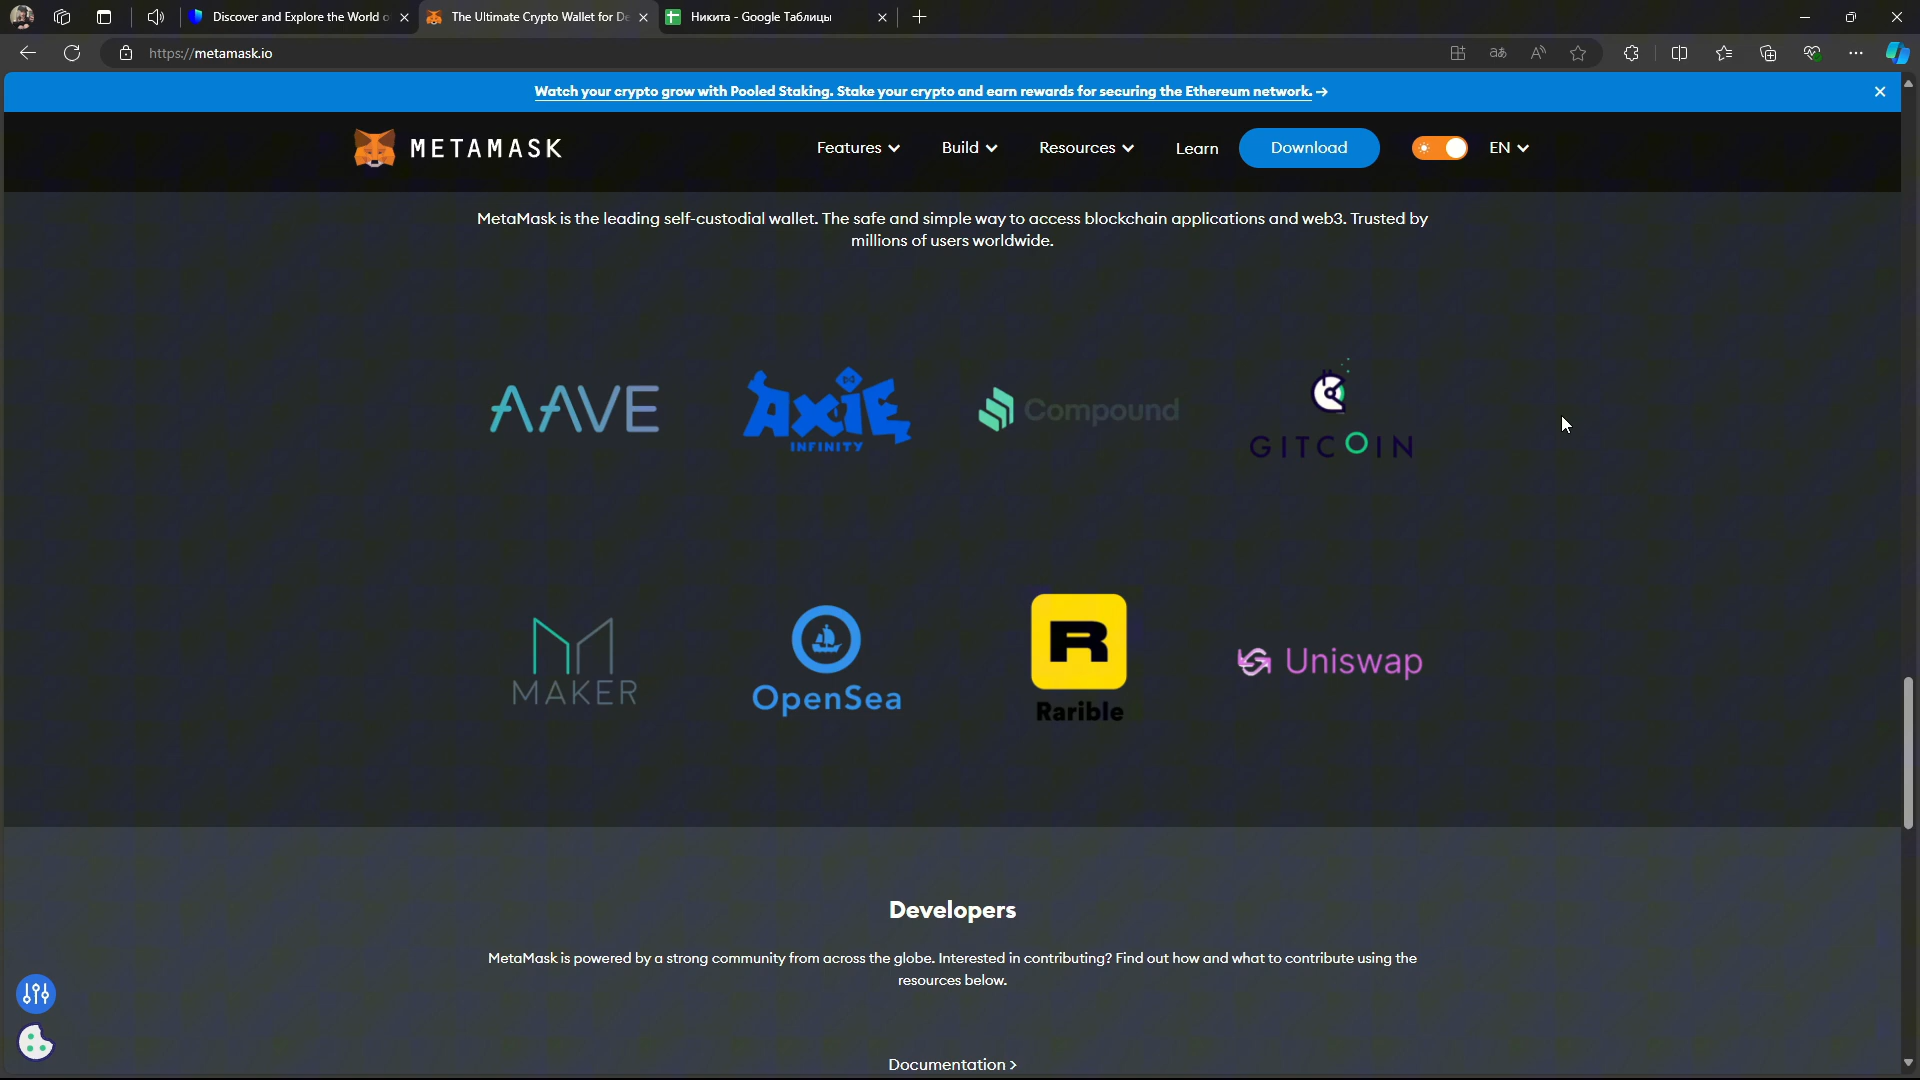 Discover and Explore the World o
The Ultimate Crypto Wallet for De
Никита - Google Таблицы
https://metamask.io
Watch your crypto grow with Pooled Staking. Stake your crypto and earn rewards for securing the Ethereum network. →
METAMASK
Features
Build
Resources
Learn
Download
EN
MetaMask is the leading self-custodial wallet. The safe and simple way to access blockchain applications and web3. Trusted by
millions of users worldwide.
AAVE
AXIE
INFINITY
Compound
GITCOIN
MAKER
OpenSea
R
Rarible
Uniswap
Developers
MetaMask is powered by a strong community from across the globe. Interested in contributing? Find out how and what to contribute using the
resources below.
Documentation >